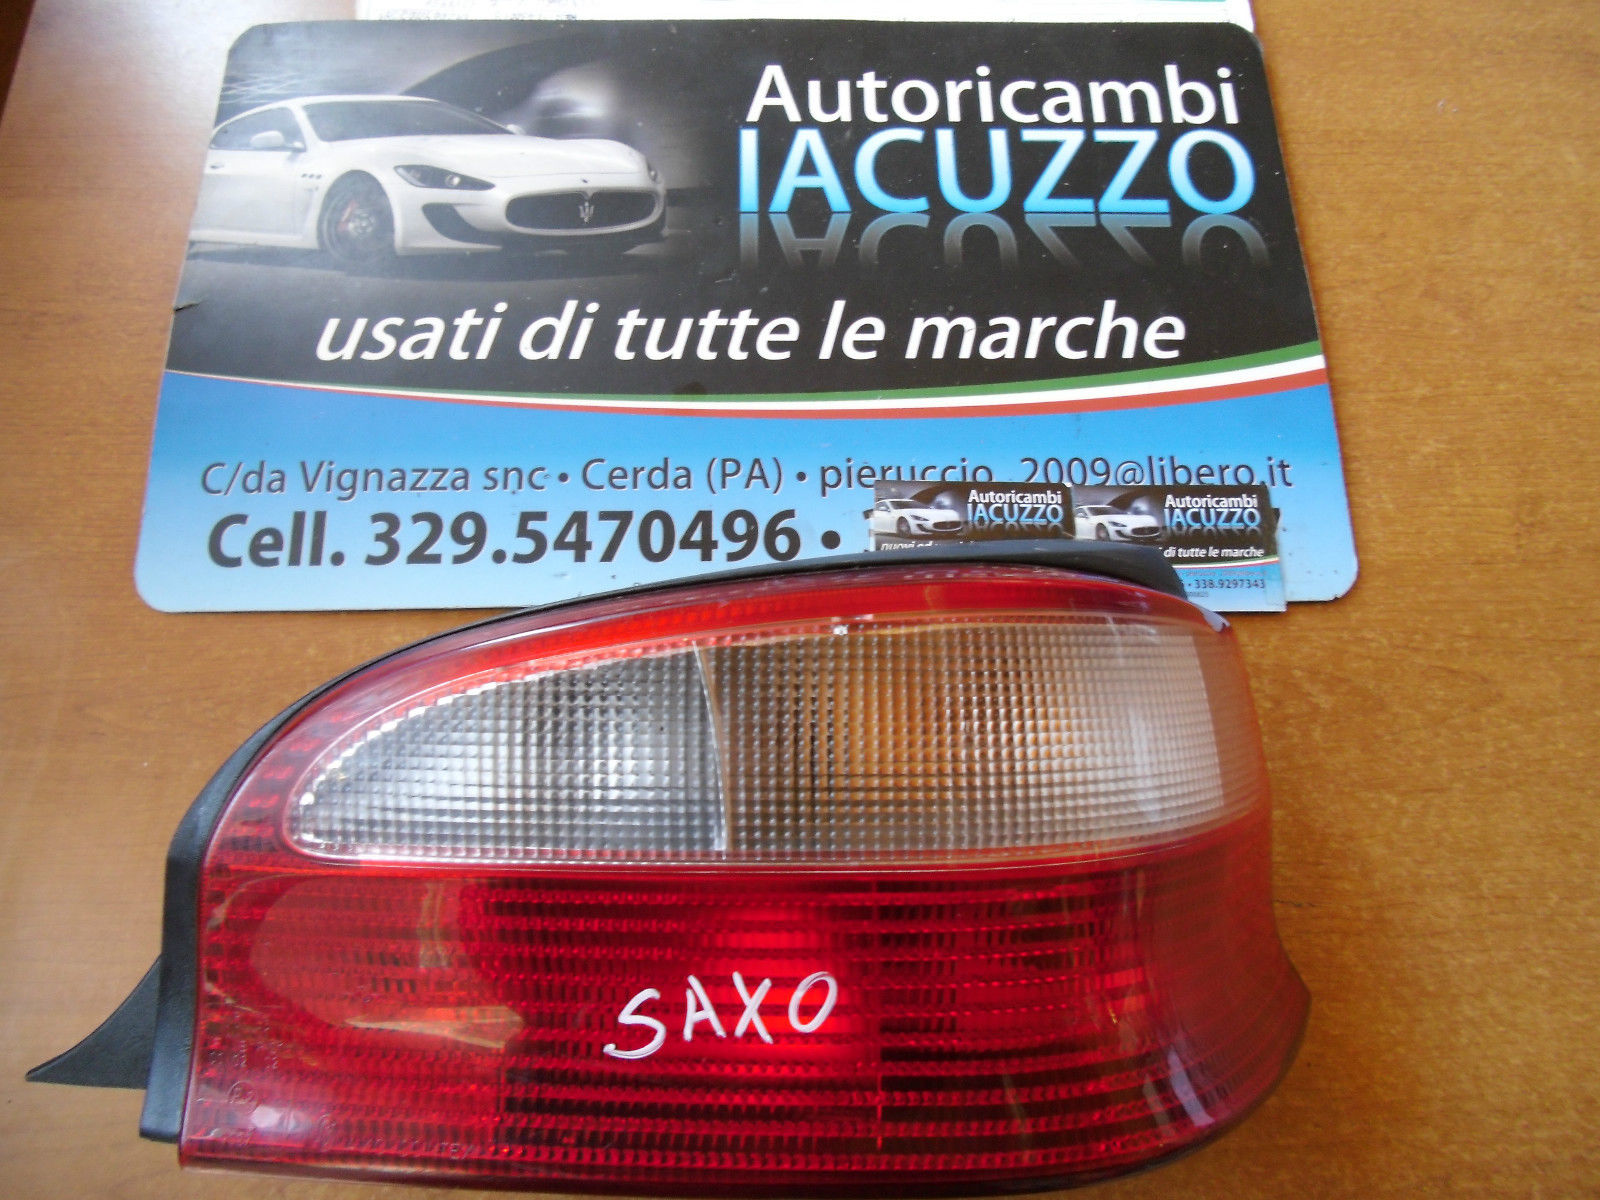 Autoricambi
IACUZZO
usati di tutte le marche
C/da Vignazza snc • Cerda (PA) • pieruccio_2009@libero.it
Cell. 329.5470496 •
Autoricambi
IACUZZO
Autoricambi
IACUZZO
di tutte le marche
338.9297343
SAXO